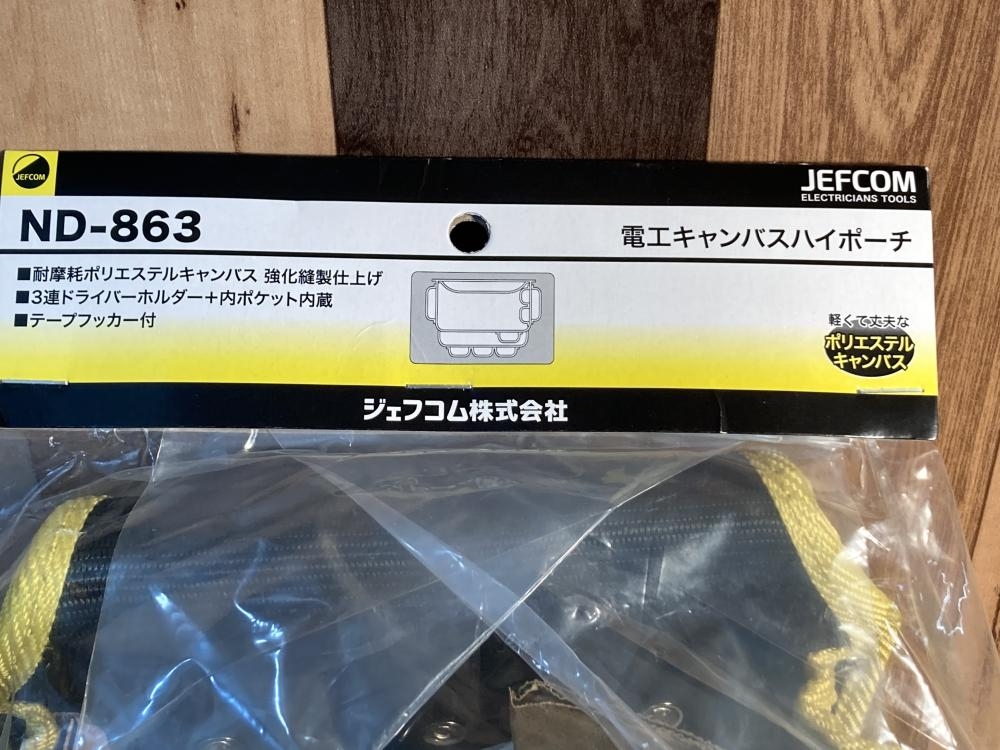 JEFCOM
JEFCOM
ELECTRICIANS TOOLS
ND-863
電工キャンバスハイポーチ
■耐摩耗ポリエステルキャンバス 強化縫製仕上げ
■3連ドライバーホルダー+内ポケット内蔵
■テープフッカー付
軽くて丈夫な
ポリエステル
キャンバス
ジェフコム株式会社